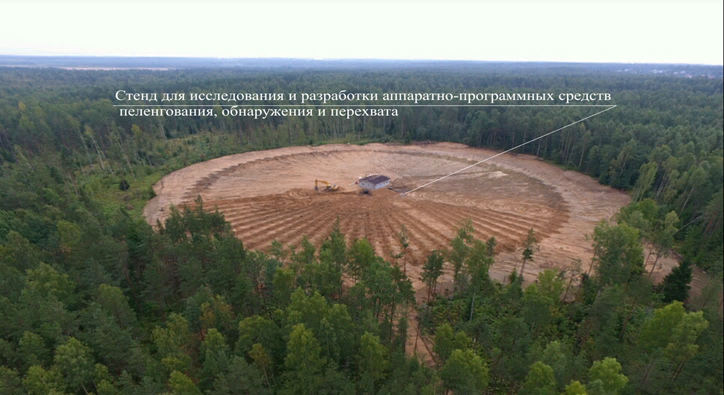 Стенд для исследования и разработки аппаратно-программных средств
пеленгования, обнаружения и перехвата